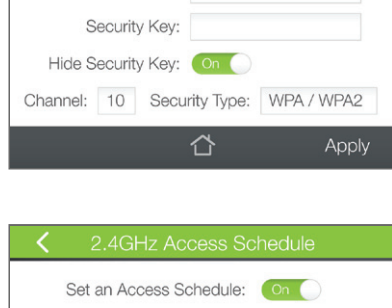 Security Key:
Hide Security Key: On
Channel: 10 Security Type: WPA / WPA2
Apply
2.4GHz Access Schedule
Set an Access Schedule: On